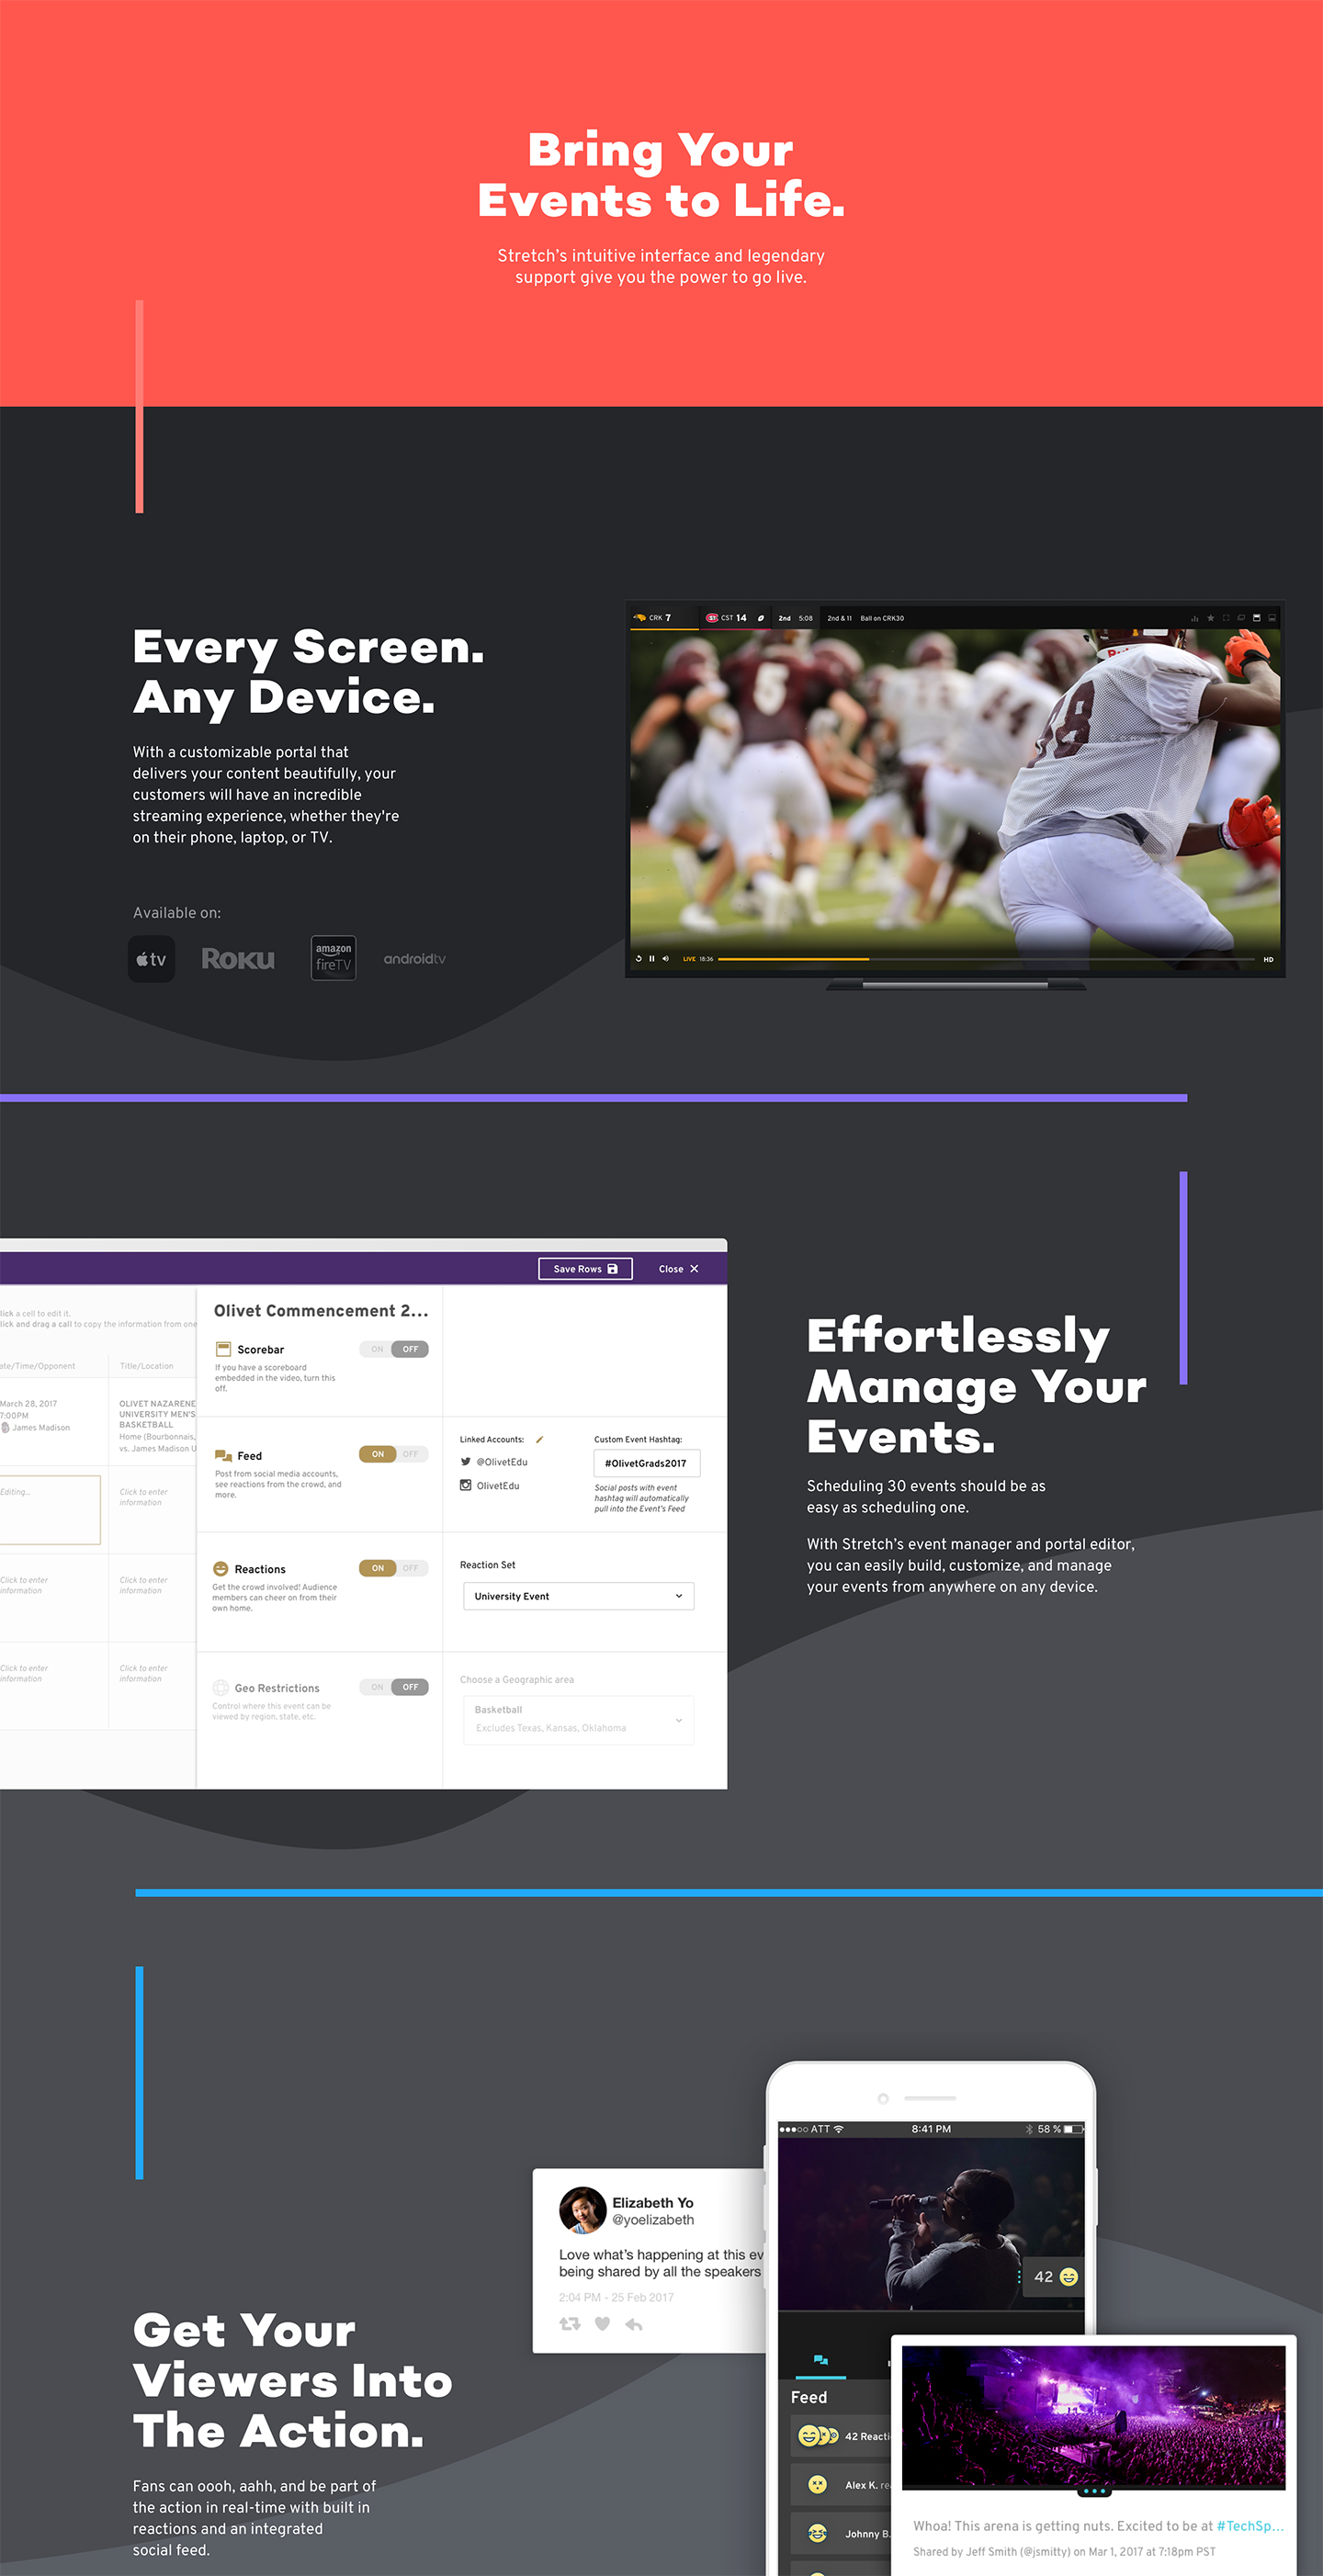 Bring Your
Events to Life.
Stretch’s intuitive interface and legendary
support give you the power to go live.
CRK 7
CST 14
2nd 5:08
2nd & 11 Ball on CRK30
LIVE 18:36
HD
Every Screen.
Any Device.
With a customizable portal that
delivers your content beautifully, your
customers will have an incredible
streaming experience, whether they're
on their phone, laptop, or TV.
Available on:
tv
ROKU
amazon
fireTV
androidtv
Save Rows
Close
lick a cell to edit it.
lick and drag a call to copy the information from one
ate/Time/Opponent
Title/Location
March 28, 2017
7:00PM
James Madison
OLIVET NAZARENE
UNIVERSITY MEN'S
BASKETBALL
Home (Bourbonnais,
vs. James Madison U
Editing...
Click to enter
information
Click to enter
information
Click to enter
information
Click to enter
information
Click to enter
information
Olivet Commencement 2...
Scorebar
ON OFF
If you have a scoreboard
embedded in the video, turn this
off.
Feed
ON OFF
Post from social media accounts,
see reactions from the crowd, and
more.
Linked Accounts:
@OlivetEdu
OlivetEdu
Custom Event Hashtag:
#OlivetGrads2017
Social posts with event
hashtag will automatically
pull into the Event's Feed
Reactions
ON OFF
Get the crowd involved! Audience
members can cheer on from their
own home.
Reaction Set
University Event
Geo Restrictions
ON OFF
Control where this event can be
viewed by region, state, etc.
Choose a Geographic area
Basketball
Excludes Texas, Kansas, Oklahoma
Effortlessly
Manage Your
Events.
Scheduling 30 events should be as
easy as scheduling one.
With Stretch’s event manager and portal editor,
you can easily build, customize, and manage
your events from anywhere on any device.
Elizabeth Yo
@yoelizabeth
Love what’s happening at this ev
being shared by all the speakers
2:04 PM - 25 Feb 2017
ATT
8:41 PM
58 %
42
Feed
42 Reacti
Alex K. re
Johnny B.
Whoa! This arena is getting nuts. Excited to be at #TechSp...
Shared by Jeff Smith (@jsmitty) on Mar 1, 2017 at 7:18pm PST
Get Your
Viewers Into
The Action.
Fans can oooh, aahh, and be part of
the action in real-time with built in
reactions and an integrated
social feed.